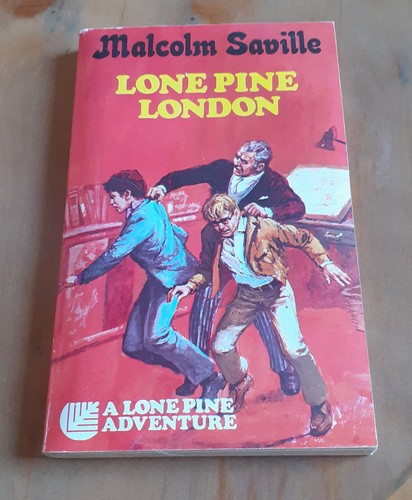 Malcolm Saville
LONE PINE
LONDON
A LONE PINE
ADVENTURE